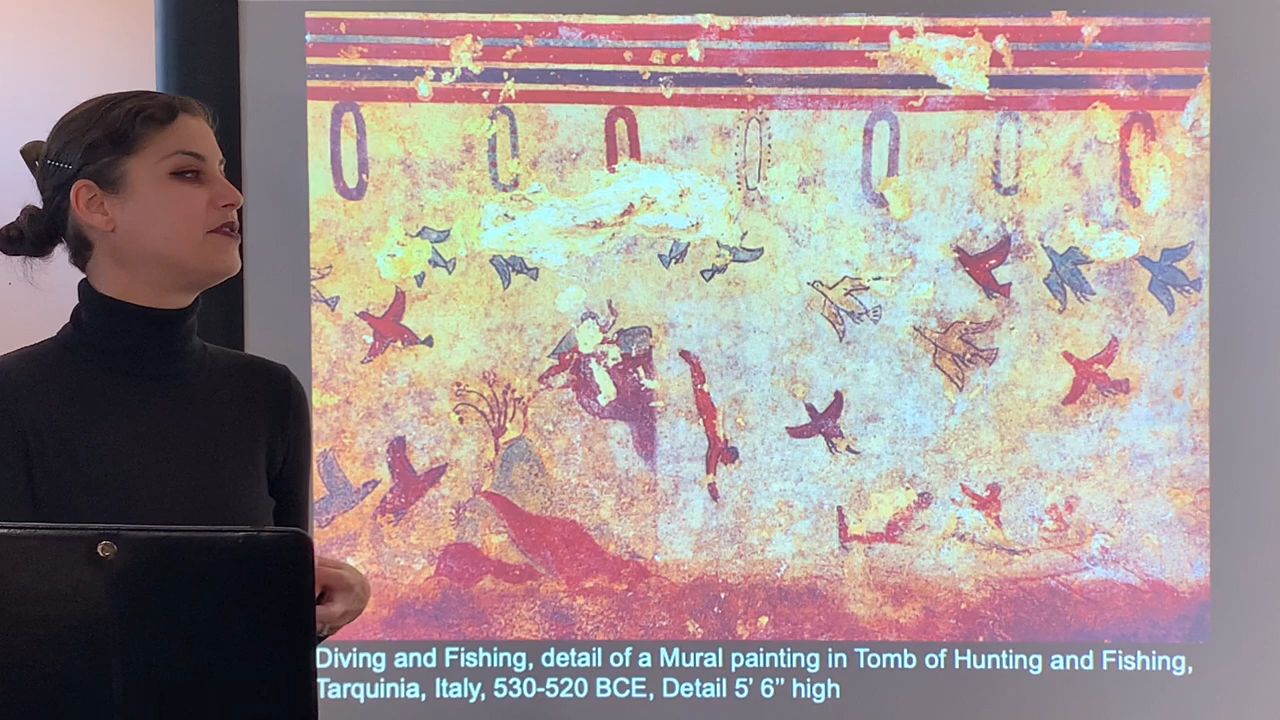 Diving and Fishing, detail of a Mural painting in Tomb of Hunting and Fishing,
Tarquinia, Italy, 530-520 BCE, Detail 5’ 6” high